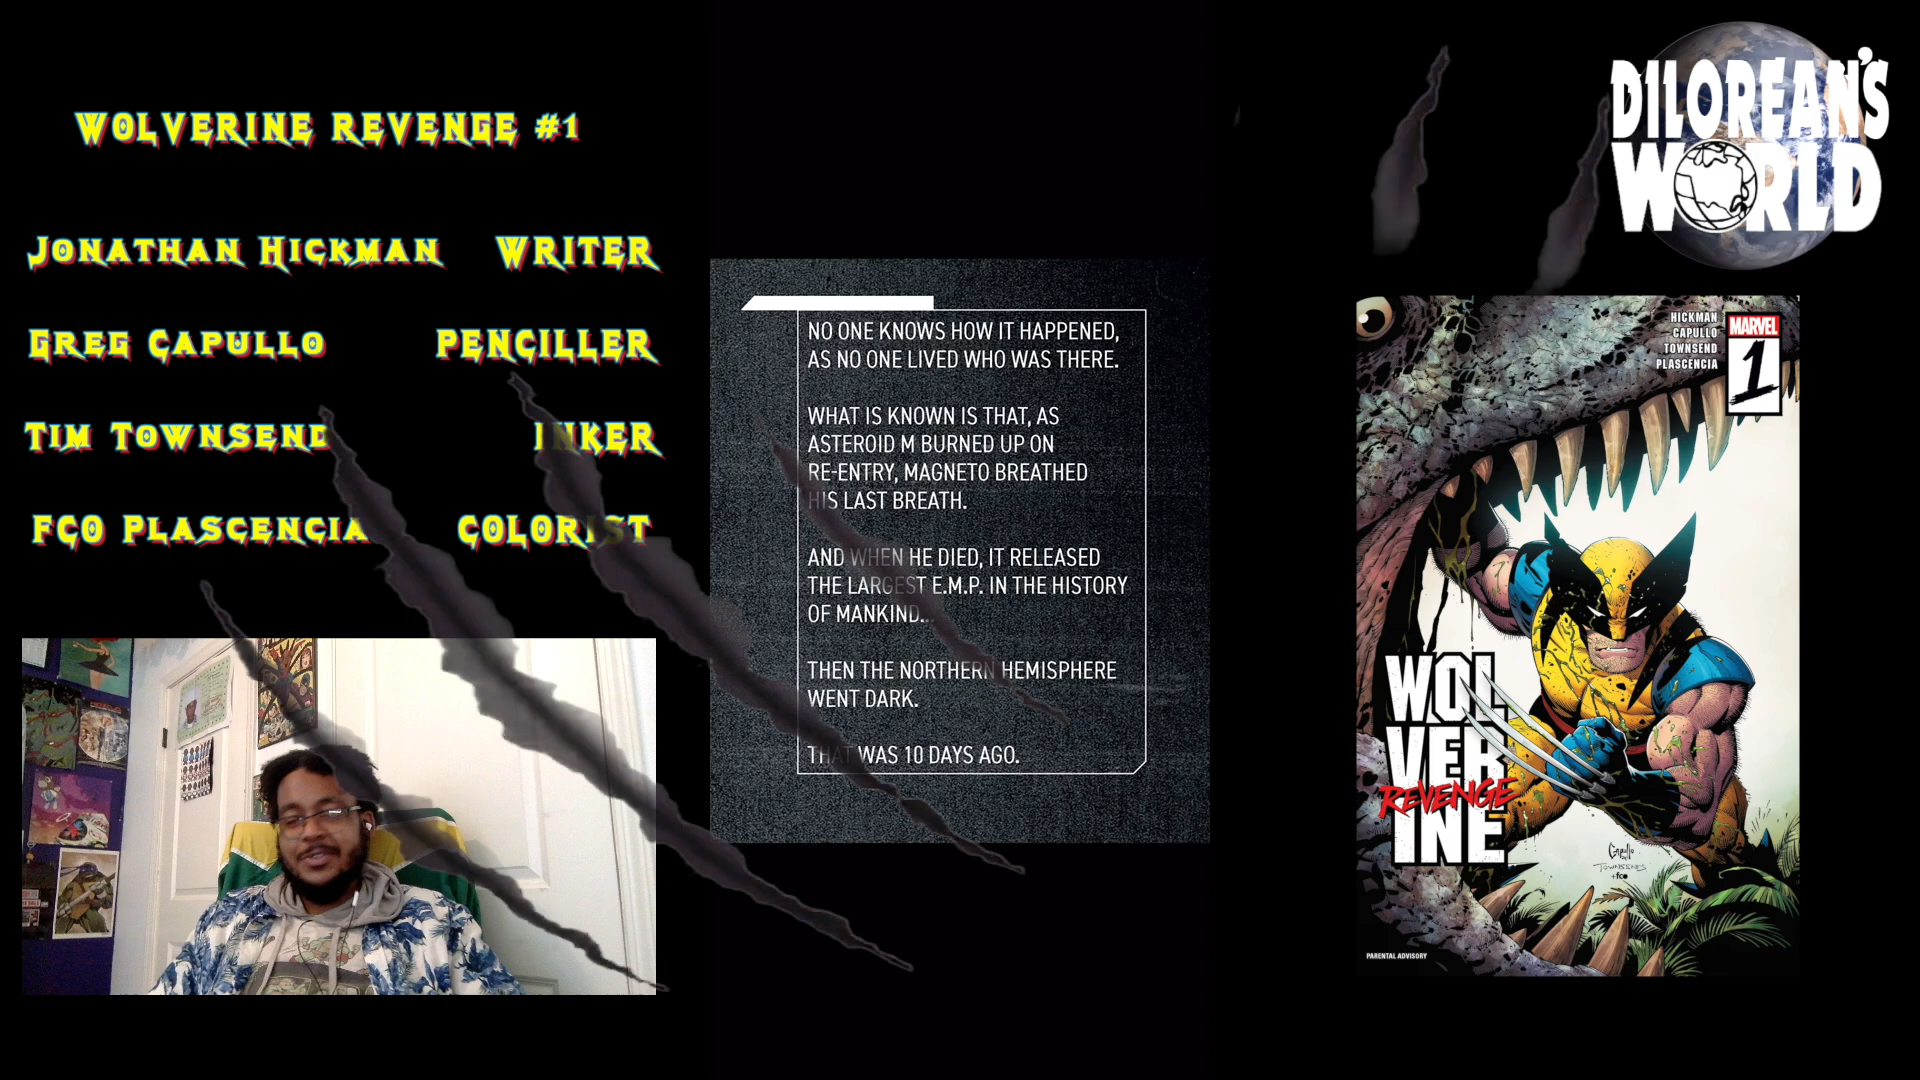 WOLVERINE REVENGE #1
JONATHAN HICKMAN WRITER
GREG CAPULLO PENCILLER
TIM TOWNSEND INKER
FCO PLASCENCIA COLORIST
NO ONE KNOWS HOW IT HAPPENED,
AS NO ONE LIVED WHO WAS THERE.
WHAT IS KNOWN IS THAT, AS
ASTEROID M BURNED UP ON
RE-ENTRY, MAGNETO BREATHED
HIS LAST BREATH.
AND WHEN HE DIED, IT RELEASED
THE LARGEST E.M.P. IN THE HISTORY
OF MANKIND...
THEN THE NORTHERN HEMISPHERE
WENT DARK.
THAT WAS 10 DAYS AGO.
DILOREAN'S
WORLD
HICKMAN
CAPULLO
TOWNSEND
PLASCENCIA
MARVEL
1
WOL
VER
REVENGE
INE
Capullo
TOWNSEND
+fco
PARENTAL ADVISORY